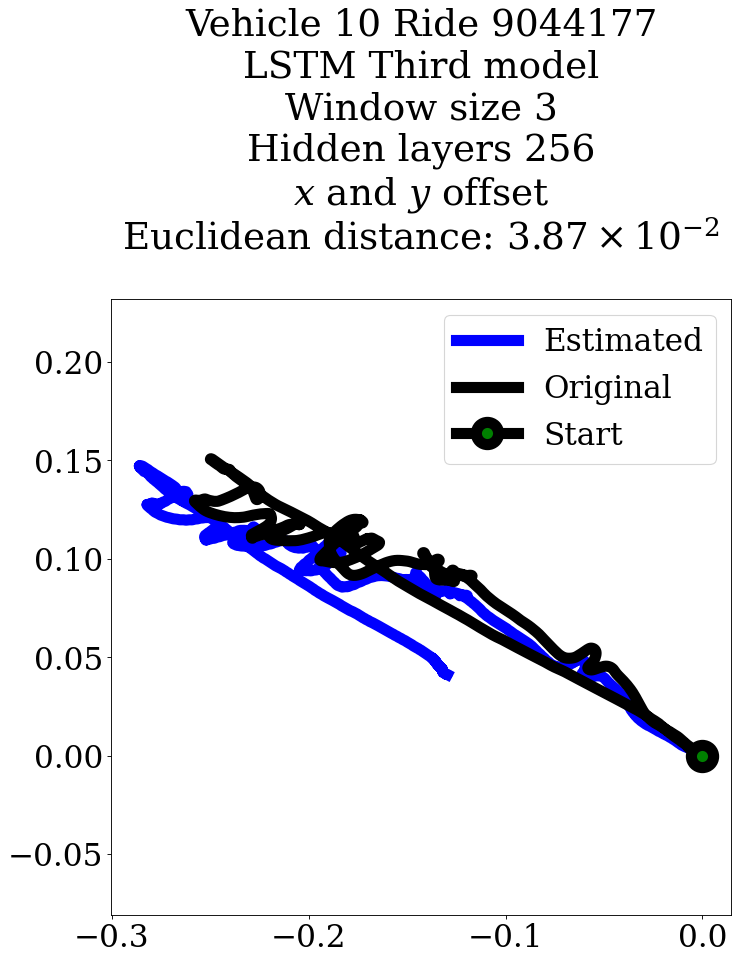 Vehicle 10 Ride 9044177
LSTM Third model
Window size 3
Hidden layers 256
x and y offset
Euclidean distance: 3.87 × 10⁻²
Estimated
Original
Start
0.20
0.15
0.10
0.05
0.00
−0.05
−0.3 −0.2 −0.1 0.0